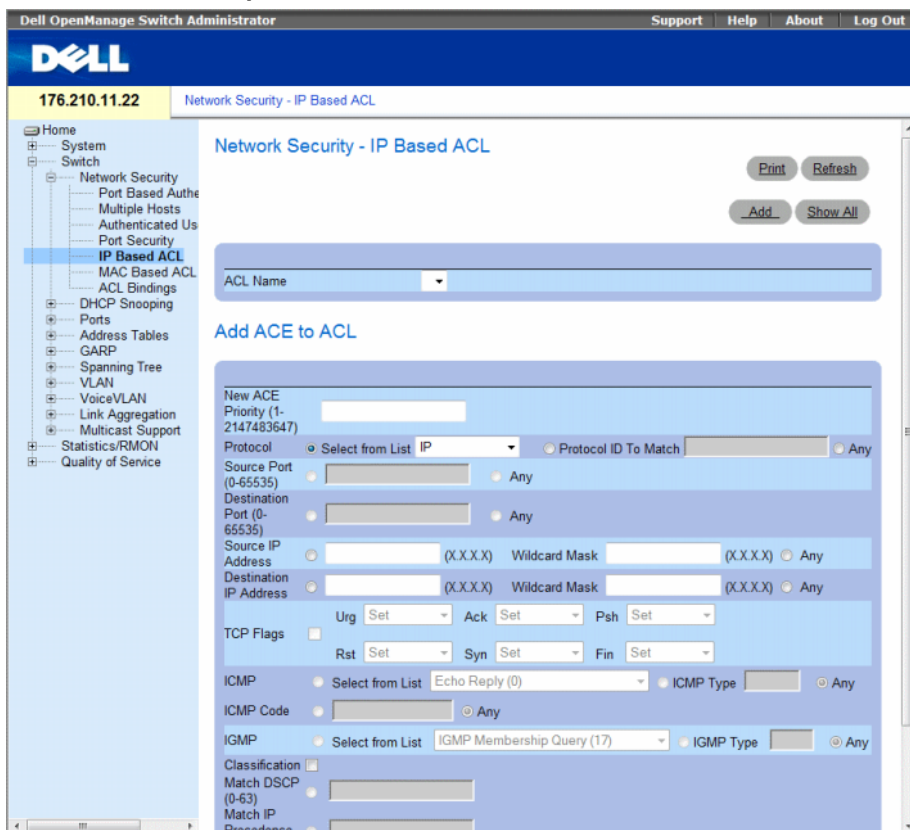 Dell OpenManage Switch Administrator Support Help About Log Out
DELL
176.210.11.22 Network Security - IP Based ACL
Home
System
Switch
Network Security
Port Based Authe
Multiple Hosts
Authenticated Us
Port Security
IP Based ACL
MAC Based ACL
ACL Bindings
DHCP Snooping
Ports
Address Tables
GARP
Spanning Tree
VLAN
VoiceVLAN
Link Aggregation
Multicast Support
Statistics/RMON
Quality of Service
Network Security - IP Based ACL
Print Refresh
Add Show All
ACL Name
Add ACE to ACL
New ACE
Priority (1-
2147483647)
Protocol Select from List IP Protocol ID To Match Any
Source Port
(0-65535) Any
Destination
Port (0-
65535) Any
Source IP
Address (X.X.X.X) Wildcard Mask (X.X.X.X) Any
Destination
IP Address (X.X.X.X) Wildcard Mask (X.X.X.X) Any
Urg Set Ack Set Psh Set
TCP Flags
Rst Set Syn Set Fin Set
ICMP Select from List Echo Reply (0) ICMP Type Any
ICMP Code Any
IGMP Select from List IGMP Membership Query (17) IGMP Type Any
Classification
Match DSCP
(0-63)
Match IP
Precedence